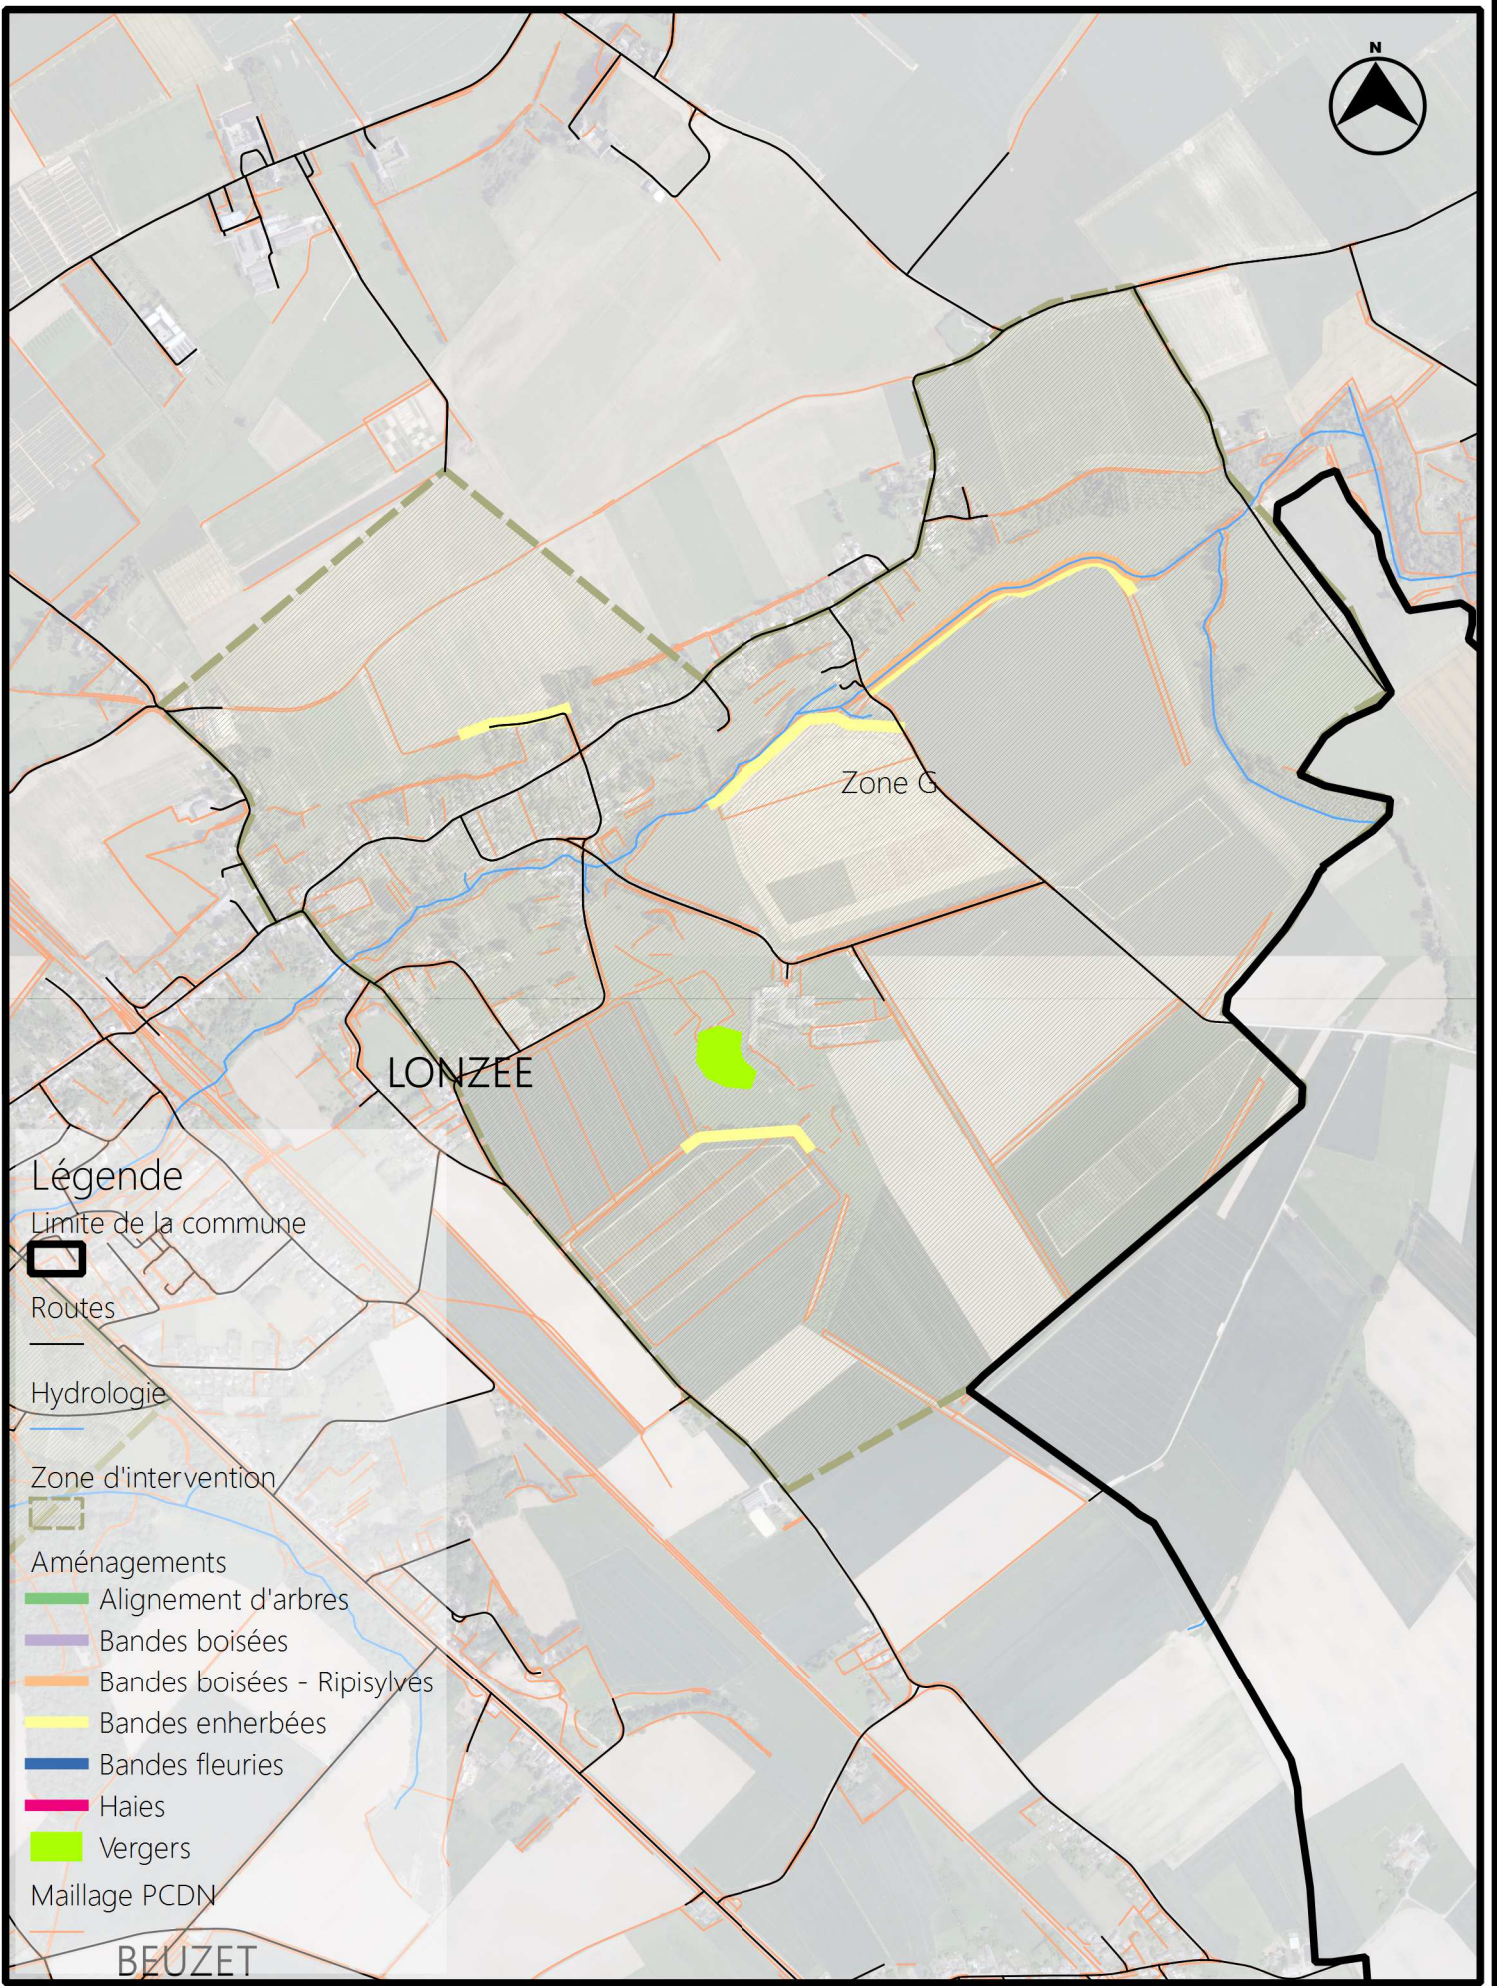 N
Zone G
LONZEE
Légende
Limite de la commune
Routes
Hydrologie
Zone d'intervention
Aménagements
Alignement d'arbres
Bandes boisées
Bandes boisées - Ripisylves
Bandes enherbées
Bandes fleuries
Haies
Vergers
Maillage PCDN
BEUZET